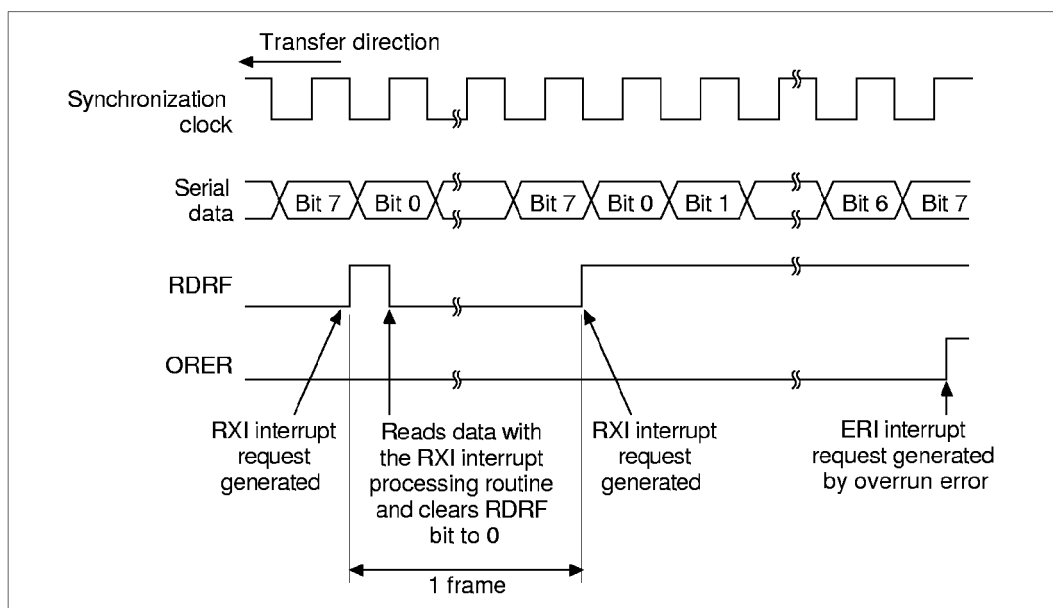 Transfer direction
Synchronization
clock
Serial
data
Bit 7 Bit 0 Bit 7 Bit 0 Bit 1 Bit 6 Bit 7
RDRF
ORER
RXI interrupt
request
generated
Reads data with
the RXI interrupt
processing routine
and clears RDRF
bit to 0
RXI interrupt
request
generated
ERI interrupt
request generated
by overrun error
1 frame